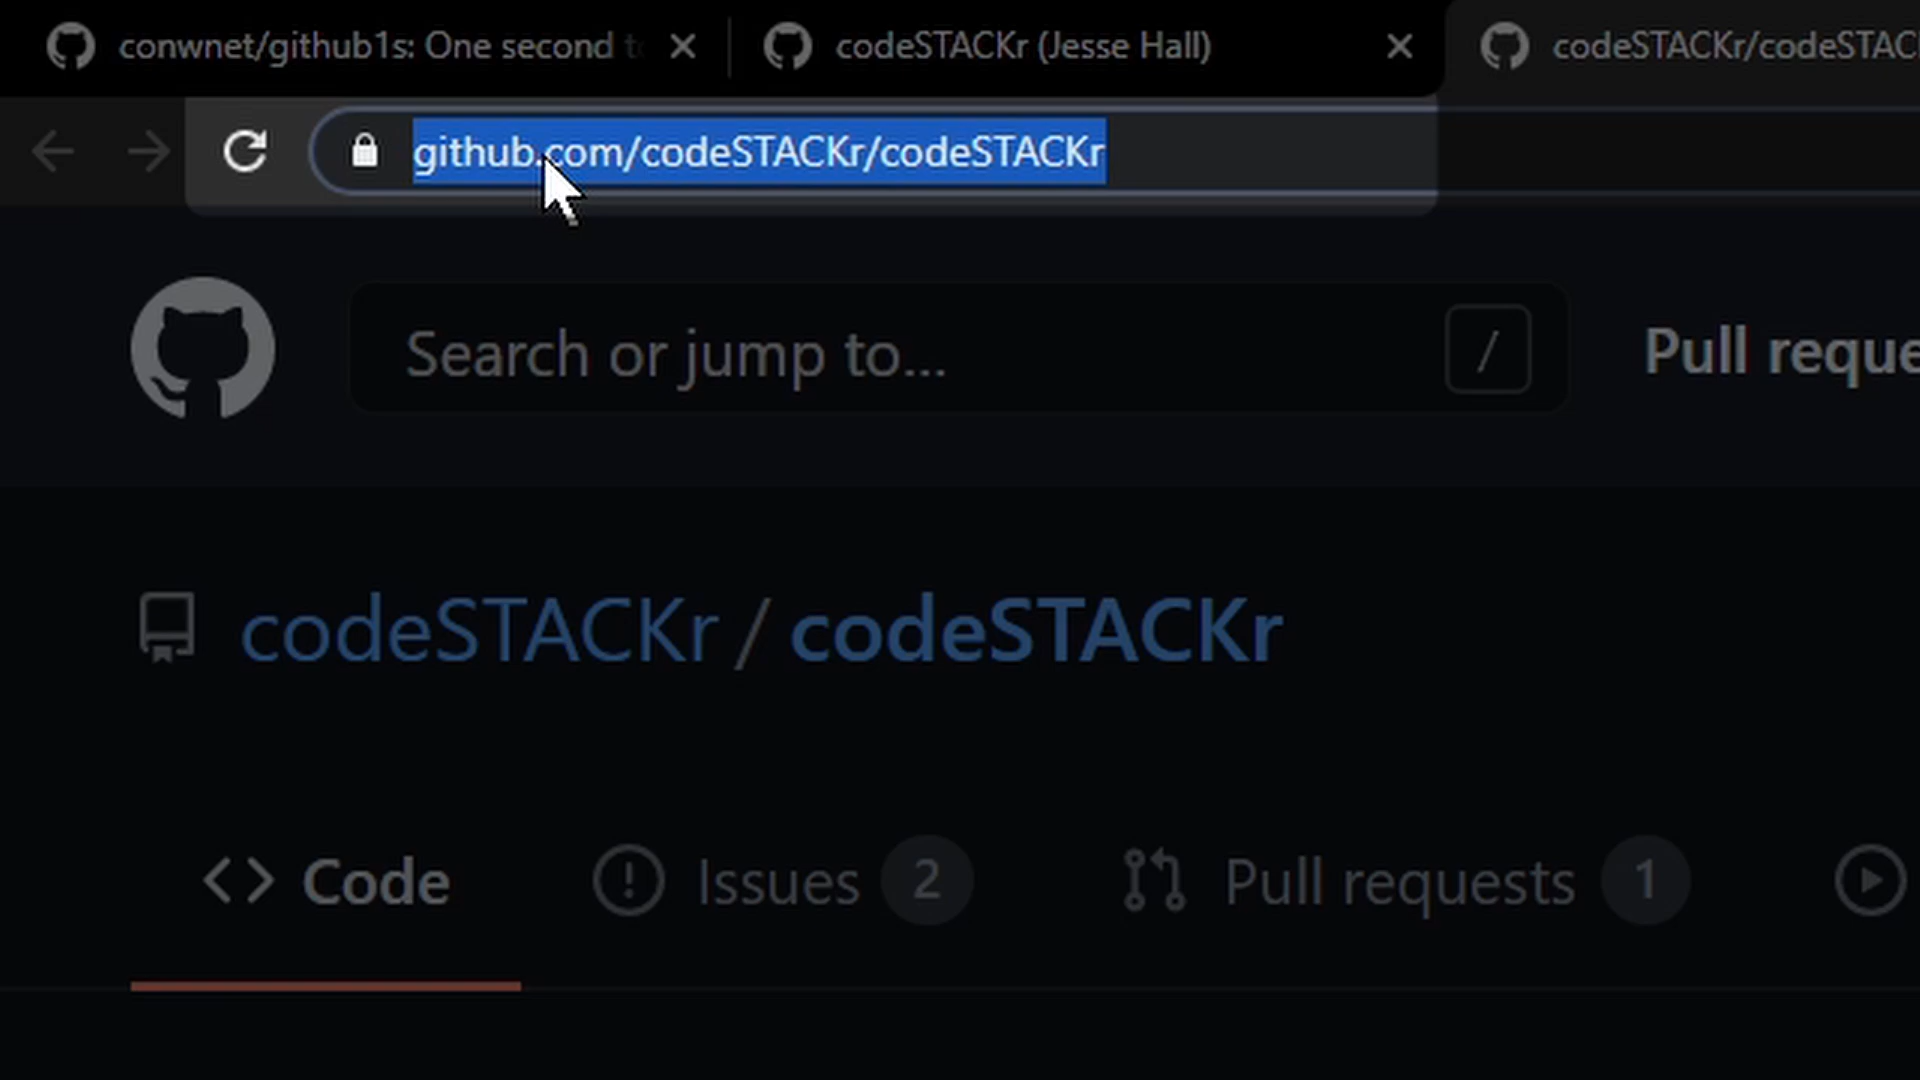 conwnet/github1s: One second
codeSTACKr (Jesse Hall)
codeSTACKr/codeSTAC
github.com/codeSTACKr/codeSTACKr
Search or jump to...
/
Pull reque
codeSTACKr / codeSTACKr
Code
Issues 2
Pull requests 1